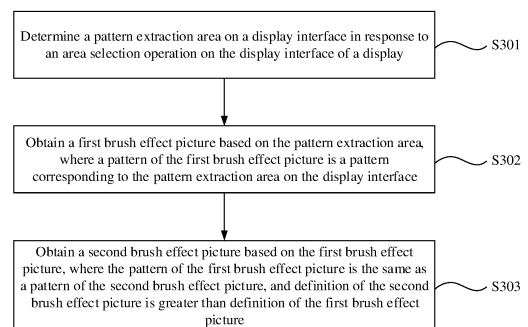 Determine a pattern extraction area on a display interface in response to
an area selection operation on the display interface of a display
S301
Obtain a first brush effect picture based on the pattern extraction area,
where a pattern of the first brush effect picture is a pattern
corresponding to the pattern extraction area on the display interface
S302
Obtain a second brush effect picture based on the first brush effect
picture, where the pattern of the first brush effect picture is the same as
a pattern of the second brush effect picture, and definition of the second
brush effect picture is greater than definition of the first brush effect
picture
S303